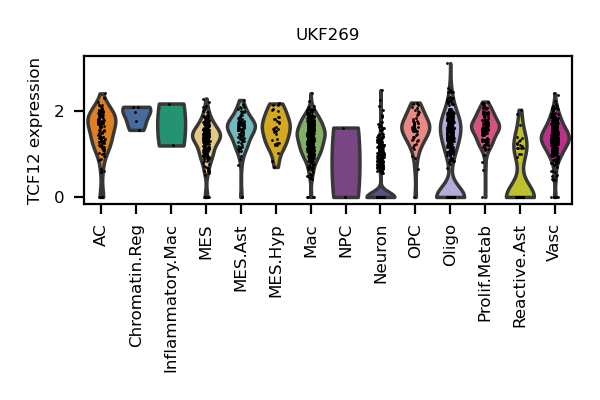 UKF269
TCF12 expression
2
0
AC
Chromatin.Reg
Inflammatory.Mac
MES
MES.Ast
MES.Hyp
Mac
NPC
Neuron
OPC
Oligo
Prolif.Metab
Reactive.Ast
Vasc